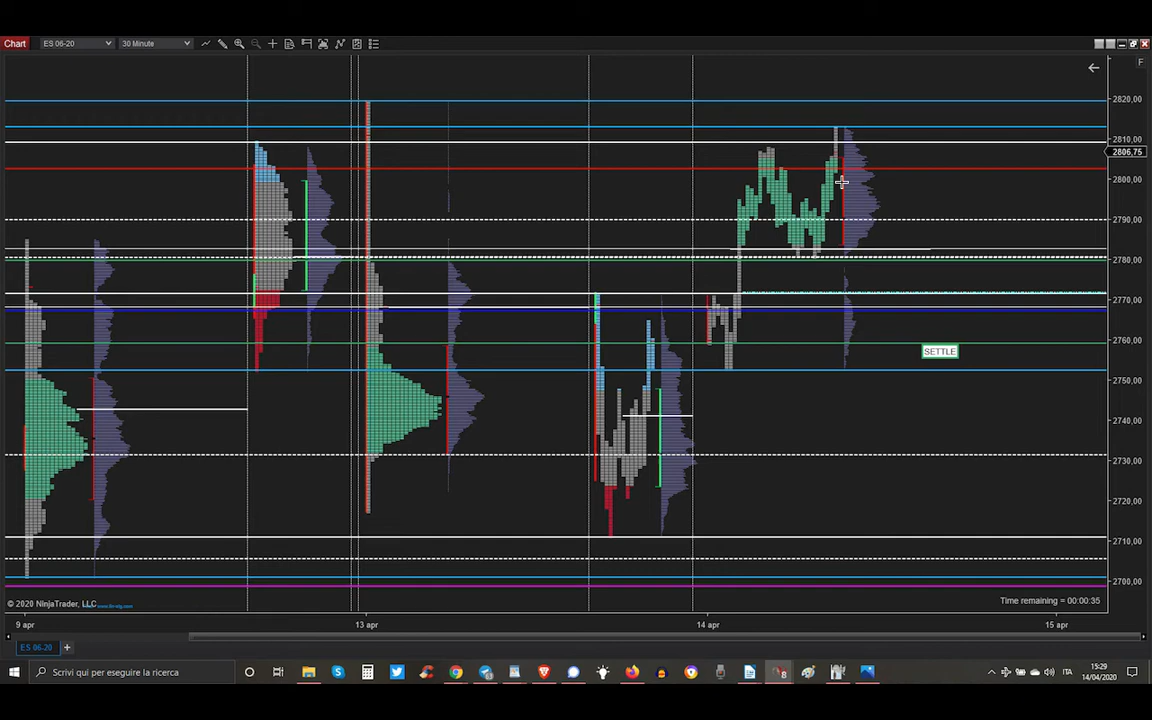 Chart ES 06-20 30 Minute
F
2820,00
2810,00
2806,75
2800,00
2790,00
2780,00
2770,00
2760,00
SETTLE
2750,00
2740,00
2730,00
2720,00
2710,00
2700,00
© 2020 NinjaTrader, LLC
Time remaining = 00:00:35
9 apr 13 apr 14 apr 15 apr
ES 06-20 +
Scrivi qui per eseguire la ricerca
ITA
15:29
14/04/2020